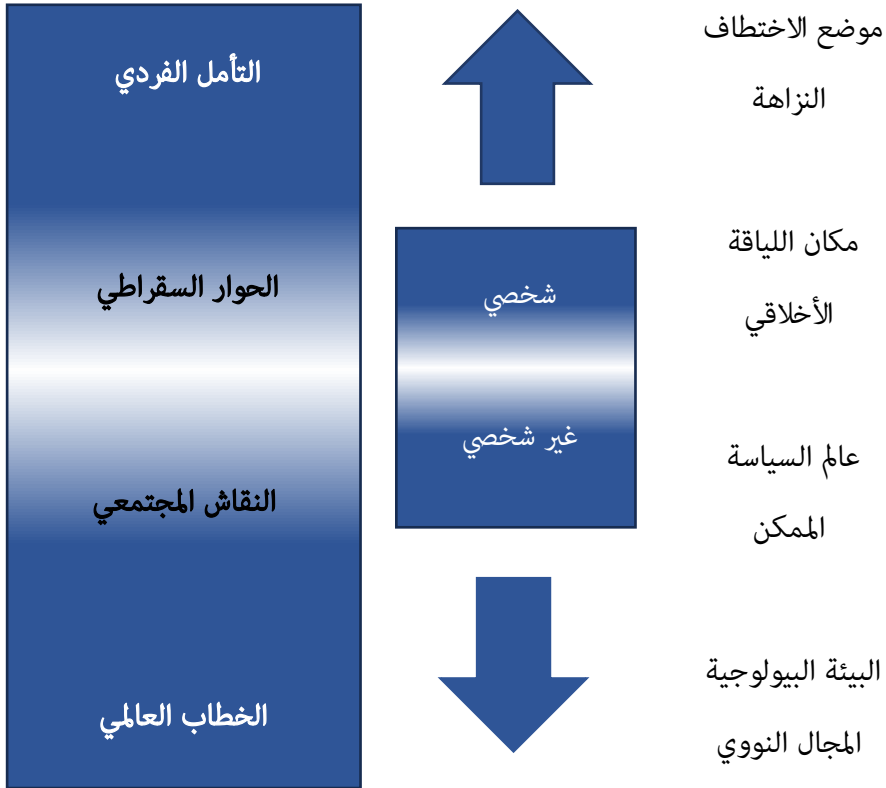 موضع الاختطاف
النزاهة
التأمل الفردي
مكان اللياقة
الأخلاقي
شخصي
الحوار السقراطي
غير شخصي
عالم السياسة
الممكن
النقاش المجتمعي
البيئة البيولوجية
المجال النووي
الخطاب العالمي